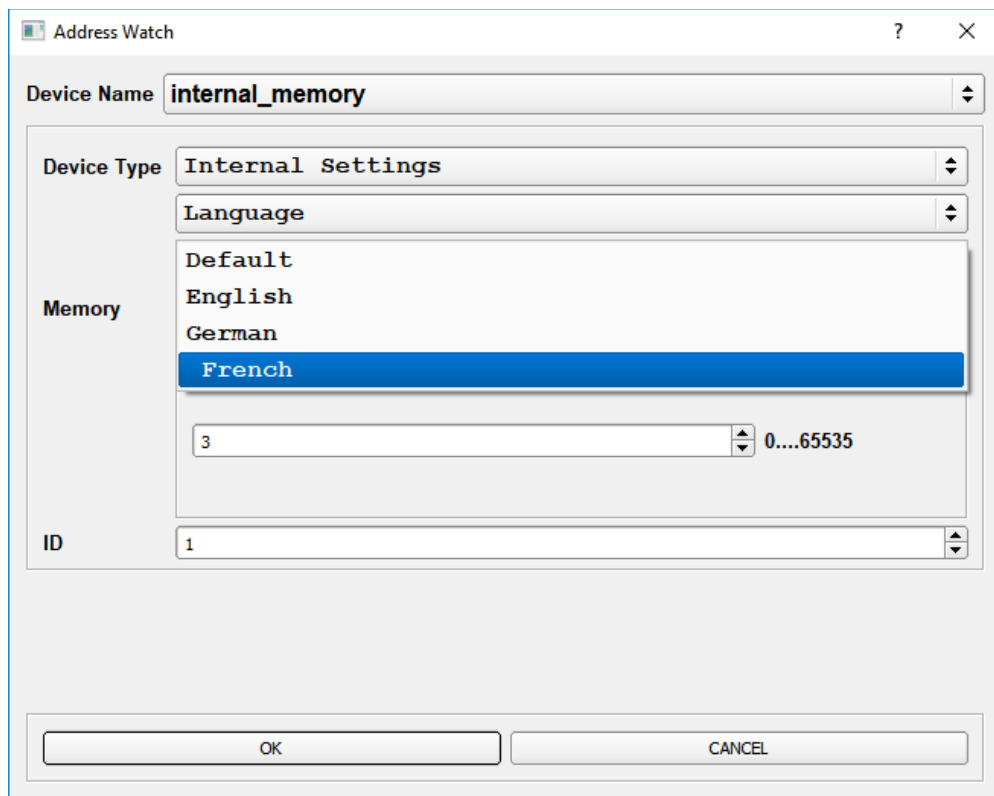 Address Watch ?
Device Name internal_memory
Device Type Internal Settings
Language
Default
English
Memory
German
French
3 0....65535
ID 1
OK CANCEL